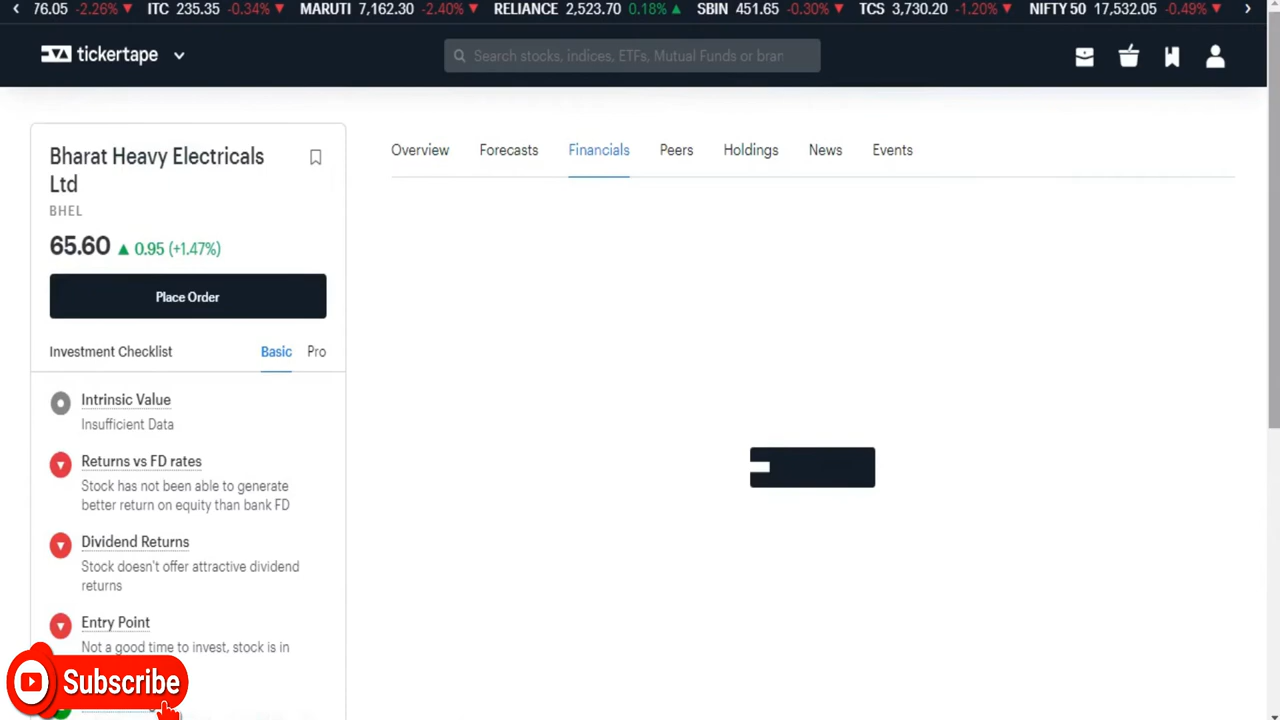 76.05 -2.26% ITC 235.35 -0.34% MARUTI 7,162.30 -2.40% RELIANCE 2,523.70 0.18% SBIN 451.65 -0.30% TCS 3,730.20 -1.20% NIFTY 50 17,532.05 -0.49%
tickertape
Search stocks, indices, ETFs, Mutual Funds or bran
Bharat Heavy Electricals
Ltd
BHEL
65.60 0.95 (+1.47%)
Place Order
Investment Checklist Basic Pro
Intrinsic Value
Insufficient Data
Returns vs FD rates
Stock has not been able to generate
better return on equity than bank FD
Dividend Returns
Stock doesn't offer attractive dividend
returns
Entry Point
Not a good time to invest, stock is in
Subscribe
Overview Forecasts Financials Peers Holdings News Events